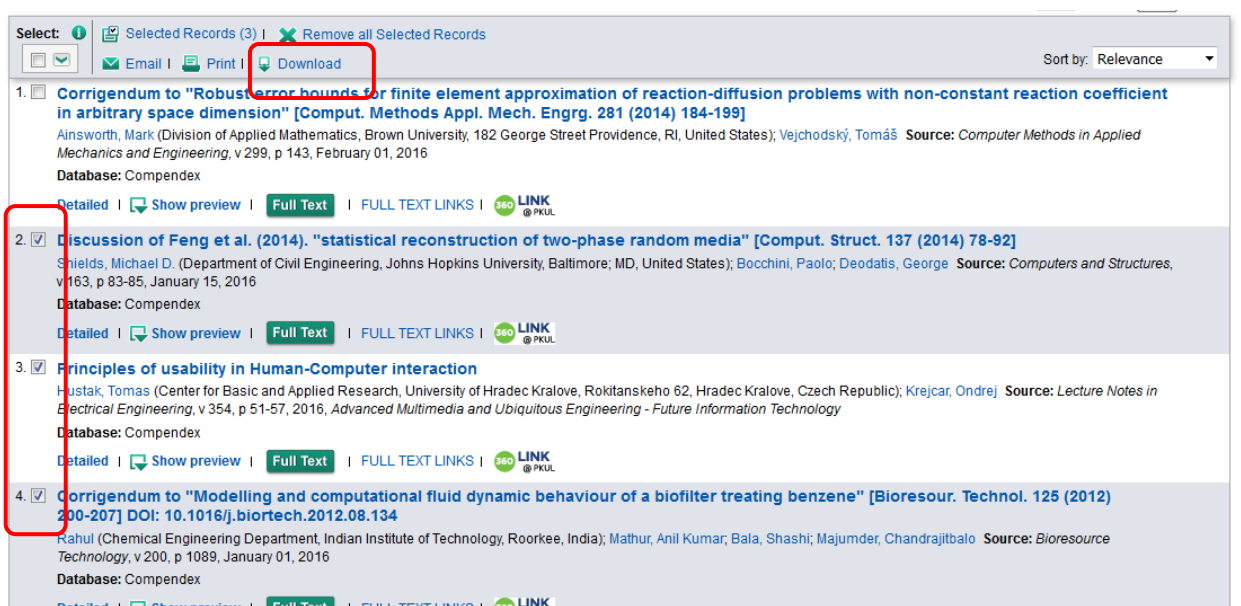 Select: Selected Records (3) | Remove all Selected Records
Email | Print | Download Sort by: Relevance
1. Corrigendum to "Robust error bounds for finite element approximation of reaction-diffusion problems with non-constant reaction coefficient
in arbitrary space dimension" [Comput. Methods Appl. Mech. Engrg. 281 (2014) 184-199]
Ainsworth, Mark (Division of Applied Mathematics, Brown University, 182 George Street Providence, RI, United States); Vejchodský, Tomáš Source: Computer Methods in Applied
Mechanics and Engineering, v 299, p 143, February 01, 2016
Database: Compendex
Detailed | Show preview | Full Text | FULL TEXT LINKS | 360 LINK @ PKUL
2. Discussion of Feng et al. (2014). "statistical reconstruction of two-phase random media" [Comput. Struct. 137 (2014) 78-92]
Shields, Michael D. (Department of Civil Engineering, Johns Hopkins University, Baltimore; MD, United States); Bocchini, Paolo; Deodatis, George Source: Computers and Structures,
v 163, p 83-85, January 15, 2016
Database: Compendex
Detailed | Show preview | Full Text | FULL TEXT LINKS | 360 LINK @ PKUL
3. Principles of usability in Human-Computer interaction
Hustak, Tomas (Center for Basic and Applied Research, University of Hradec Kralove, Rokitanskeho 62, Hradec Kralove, Czech Republic); Krejcar, Ondrej Source: Lecture Notes in
Electrical Engineering, v 354, p 51-57, 2016, Advanced Multimedia and Ubiquitous Engineering - Future Information Technology
Database: Compendex
Detailed | Show preview | Full Text | FULL TEXT LINKS | 360 LINK @ PKUL
4. Corrigendum to "Modelling and computational fluid dynamic behaviour of a biofilter treating benzene" [Bioresour. Technol. 125 (2012)
200-207] DOI: 10.1016/j.biortech.2012.08.134
Rahul (Chemical Engineering Department, Indian Institute of Technology, Roorkee, India); Mathur, Anil Kumar; Bala, Shashi; Majumder, Chandrajitbalo Source: Bioresource
Technology, v 200, p 1089, January 01, 2016
Database: Compendex
Detailed | Show preview | Full Text | FULL TEXT LINKS | 360 LINK